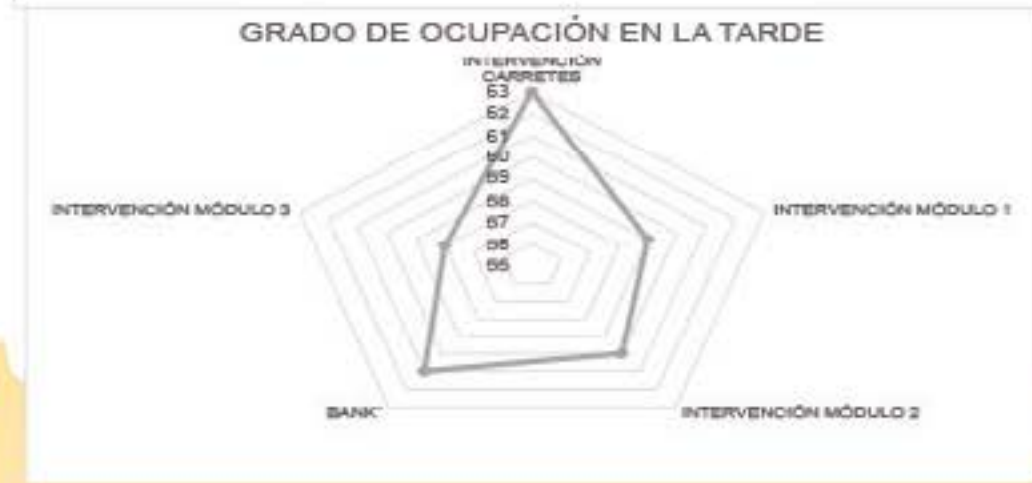 GRADO DE OCUPACIÓN EN LA TARDE
INTERVENCIÓN
CARRETES
63
62
61
60
59
58
57
56
55
INTERVENCIÓN MÓDULO 3
INTERVENCIÓN MÓDULO 1
BANK
INTERVENCIÓN MÓDULO 2